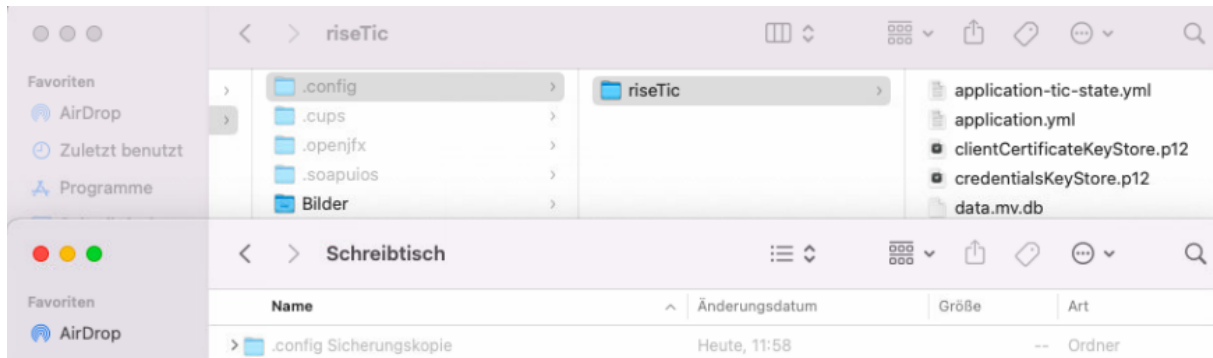 riseTic
Favoriten
AirDrop
Zuletzt benutzt
Programme
.config
.cups
.openjfx
.soapuios
Bilder
riseTic
application-tic-state.yml
application.yml
clientCertificateKeyStore.p12
credentialsKeyStore.p12
data.mv.db
Schreibtisch
Favoriten
AirDrop
Name Änderungsdatum Größe Art
.config Sicherungskopie Heute, 11:58 -- Ordner